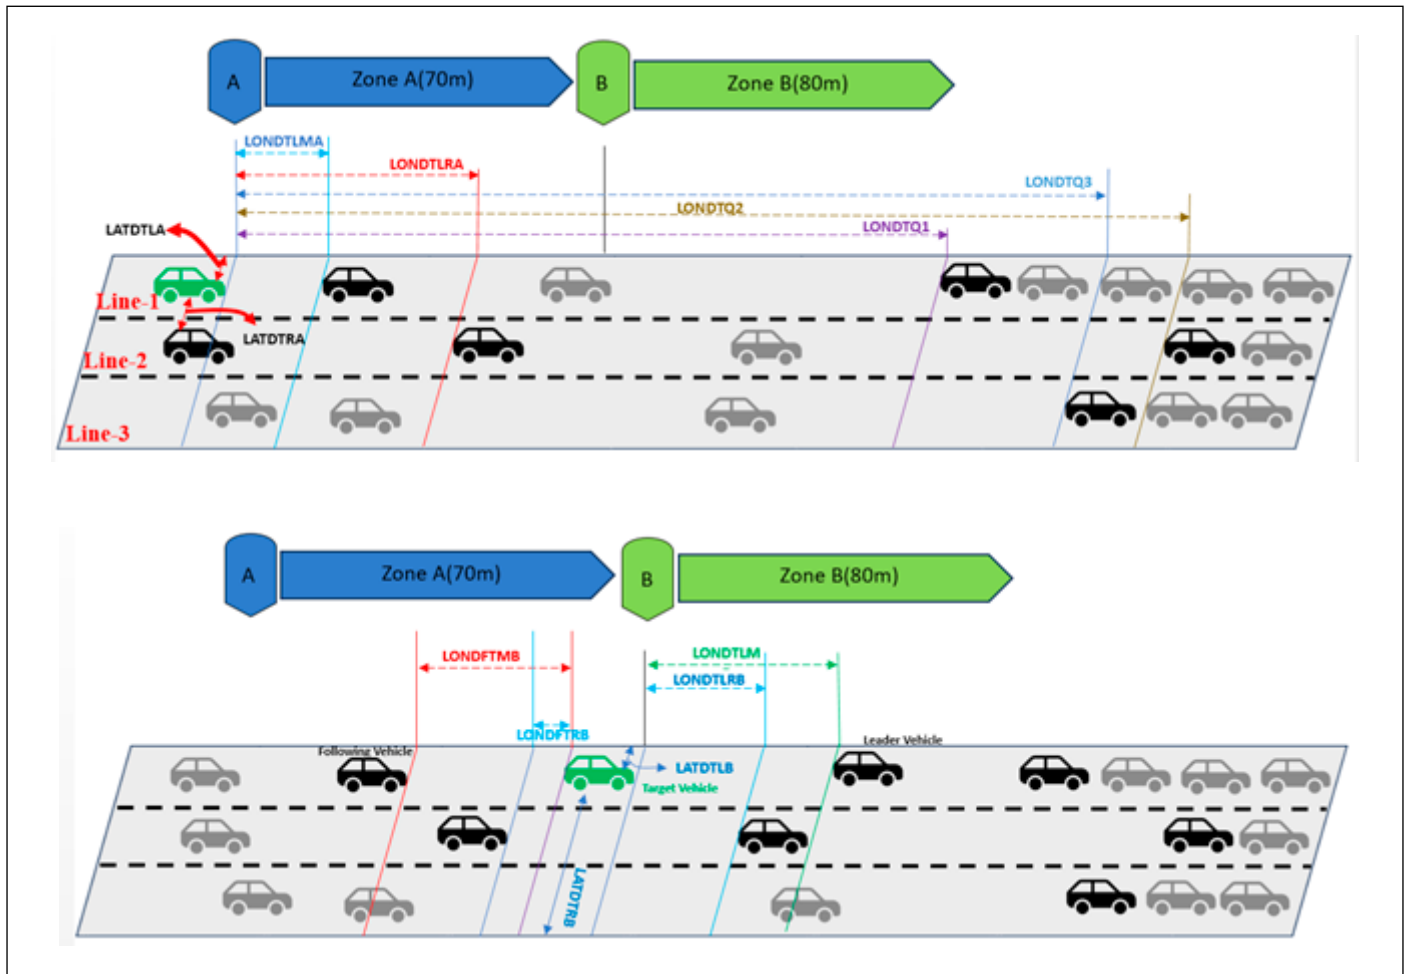 A
Zone A(70m)
B
Zone B(80m)
LONDTLMA
LONDTLRA
LONDTQ3
LONDTQ2
LONDTQ1
LATDTLA
Line-1
LATDTRA
Line-2
Line-3
A
Zone A(70m)
B
Zone B(80m)
LONDFTMB
LONDTLM
LONDTLRB
LONDFTRB
Following Vehicle
Leader Vehicle
LATDTLB
Target Vehicle
LATDTRB